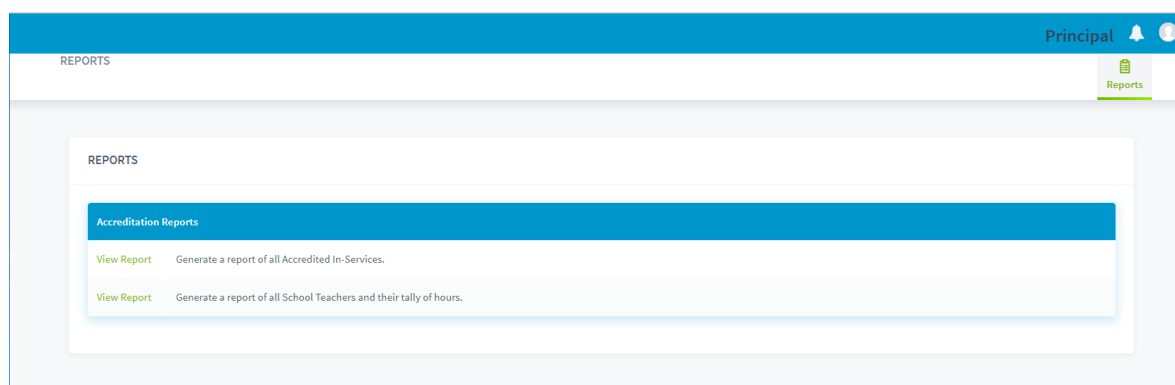 Principal
REPORTS
Reports
REPORTS
Accreditation Reports
View Report Generate a report of all Accredited In-Services.
View Report Generate a report of all School Teachers and their tally of hours.